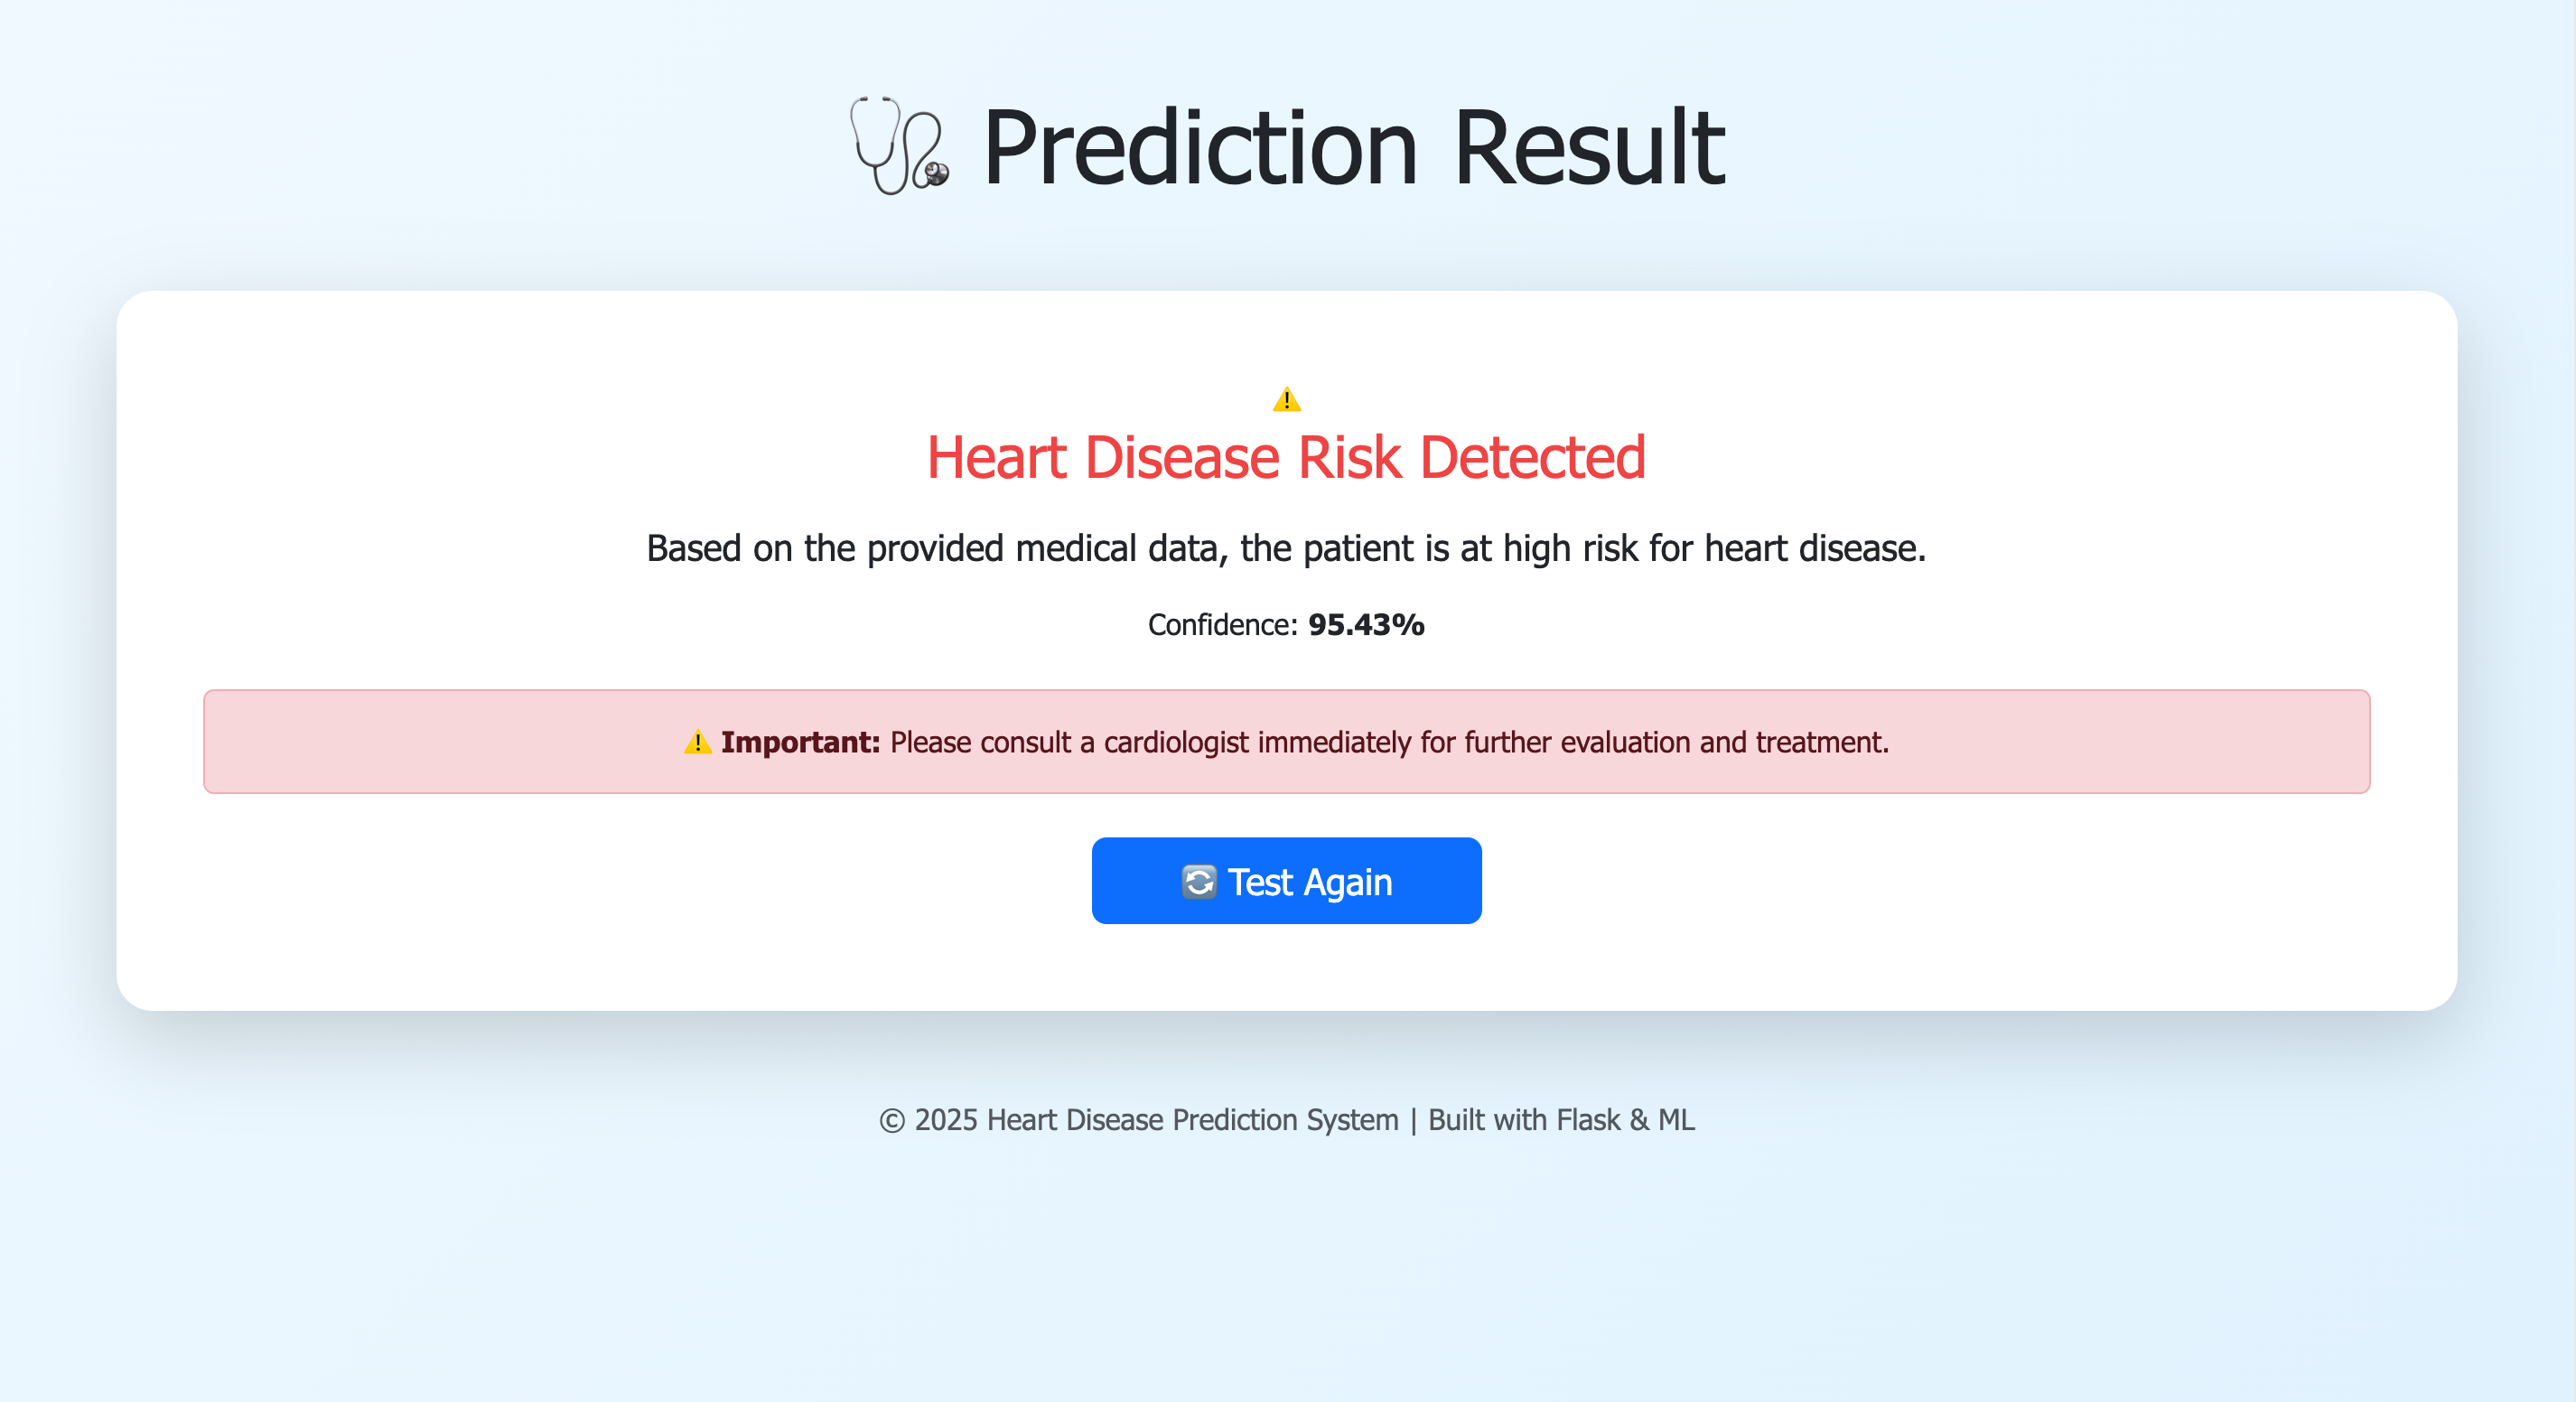 🩺 Prediction Result
⚠️
Heart Disease Risk Detected
Based on the provided medical data, the patient is at high risk for heart disease.
Confidence: 95.43%
⚠️ Important: Please consult a cardiologist immediately for further evaluation and treatment.
🔄 Test Again
© 2025 Heart Disease Prediction System | Built with Flask & ML